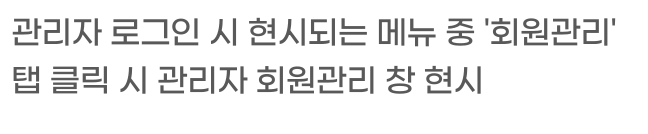 관리자 로그인 시 현시되는 메뉴 중 '회원관리'
탭 클릭 시 관리자 회원관리 창 현시